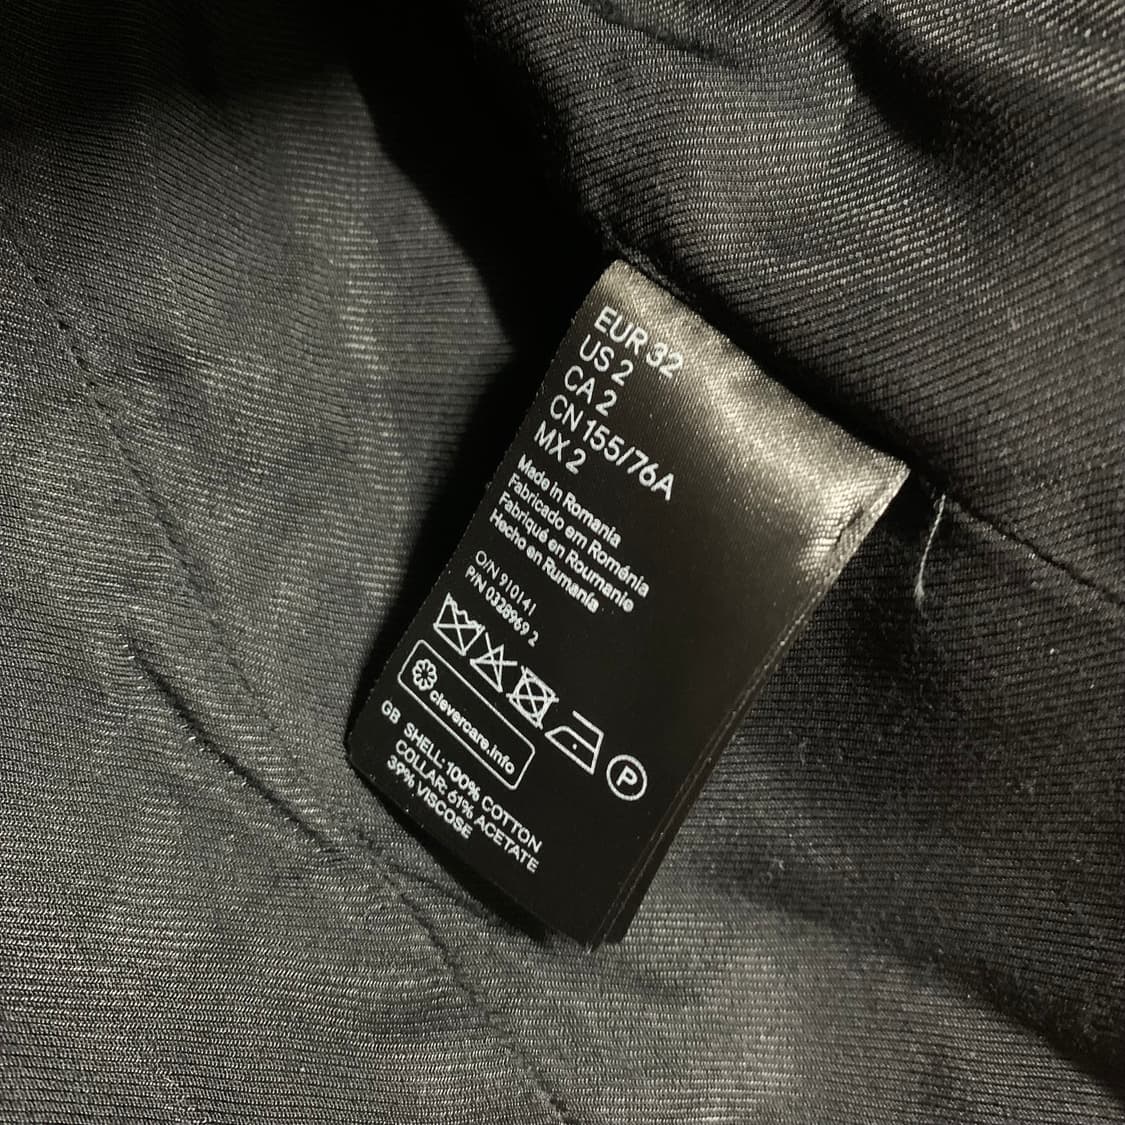 EUR 32
US 2
CA 2
CN 155/76A
MX 2
Made in Romania
Fabricado em Roménia
Fabriqué en Roumanie
Hecho en Rumanía
O/N 910141
P/N 0328969 2
P
clevercare.info
GB SHELL: 100% COTTON
COLLAR: 61% ACETATE
39% VISCOSE